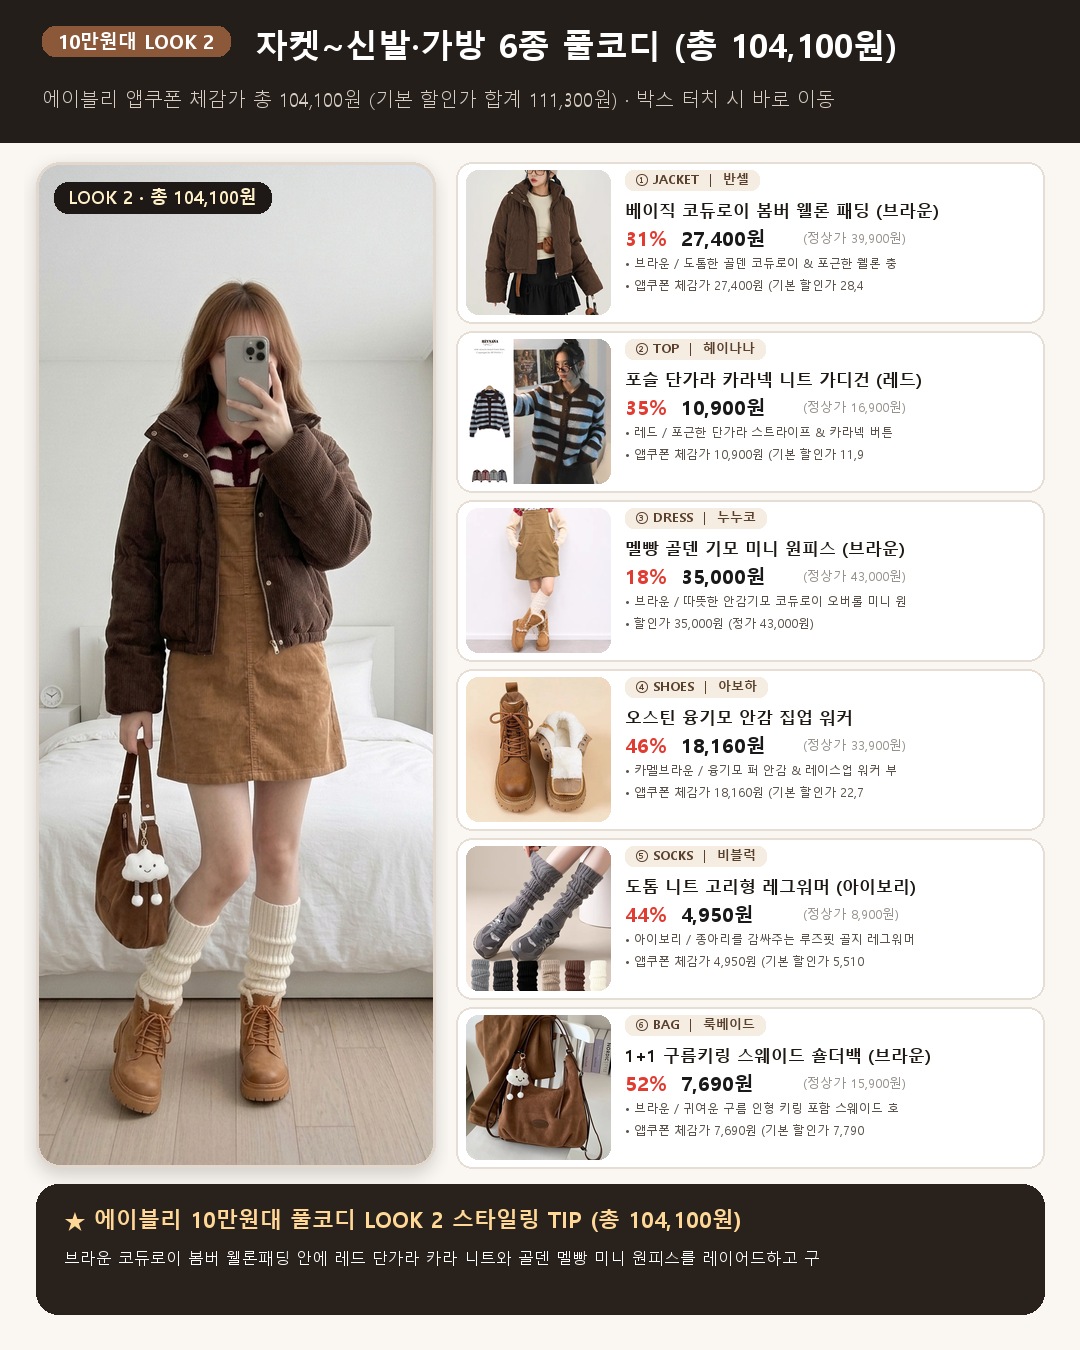 10만원대 LOOK 2
자켓~신발·가방 6종 풀코디 (총 104,100원)
에이블리 앱쿠폰 체감가 총 104,100원 (기본 할인가 합계 111,300원) · 박스 터치 시 바로 이동
LOOK 2 · 총 104,100원
① JACKET | 반셀
베이직 코듀로이 봄버 웰론 패딩 (브라운)
31% 27,400원 (정상가 39,900원)
• 브라운 / 도톰한 골덴 코듀로이 & 포근한 웰론 충
• 앱쿠폰 체감가 27,400원 (기본 할인가 28,4
② TOP | 헤이나나
포슬 단가라 카라넥 니트 가디건 (레드)
35% 10,900원 (정상가 16,900원)
• 레드 / 포근한 단가라 스트라이프 & 카라넥 버튼
• 앱쿠폰 체감가 10,900원 (기본 할인가 11,9
③ DRESS | 누누코
멜빵 골덴 기모 미니 원피스 (브라운)
18% 35,000원 (정상가 43,000원)
• 브라운 / 따뜻한 안감기모 코듀로이 오버롤 미니 원
• 할인가 35,000원 (정가 43,000원)
④ SHOES | 아보하
오스틴 융기모 안감 집업 워커
46% 18,160원 (정상가 33,900원)
• 카멜브라운 / 융기모 퍼 안감 & 레이스업 워커 부
• 앱쿠폰 체감가 18,160원 (기본 할인가 22,7
⑤ SOCKS | 비블럭
도톰 니트 고리형 레그워머 (아이보리)
44% 4,950원 (정상가 8,900원)
• 아이보리 / 종아리를 감싸주는 루즈핏 골지 레그워머
• 앱쿠폰 체감가 4,950원 (기본 할인가 5,510
⑥ BAG | 룩베이드
1+1 구름키링 스웨이드 숄더백 (브라운)
52% 7,690원 (정상가 15,900원)
• 브라운 / 귀여운 구름 인형 키링 포함 스웨이드 호
• 앱쿠폰 체감가 7,690원 (기본 할인가 7,790
★ 에이블리 10만원대 풀코디 LOOK 2 스타일링 TIP (총 104,100원)
브라운 코듀로이 봄버 웰론패딩 안에 레드 단가라 카라 니트와 골덴 멜빵 미니 원피스를 레이어드하고 구